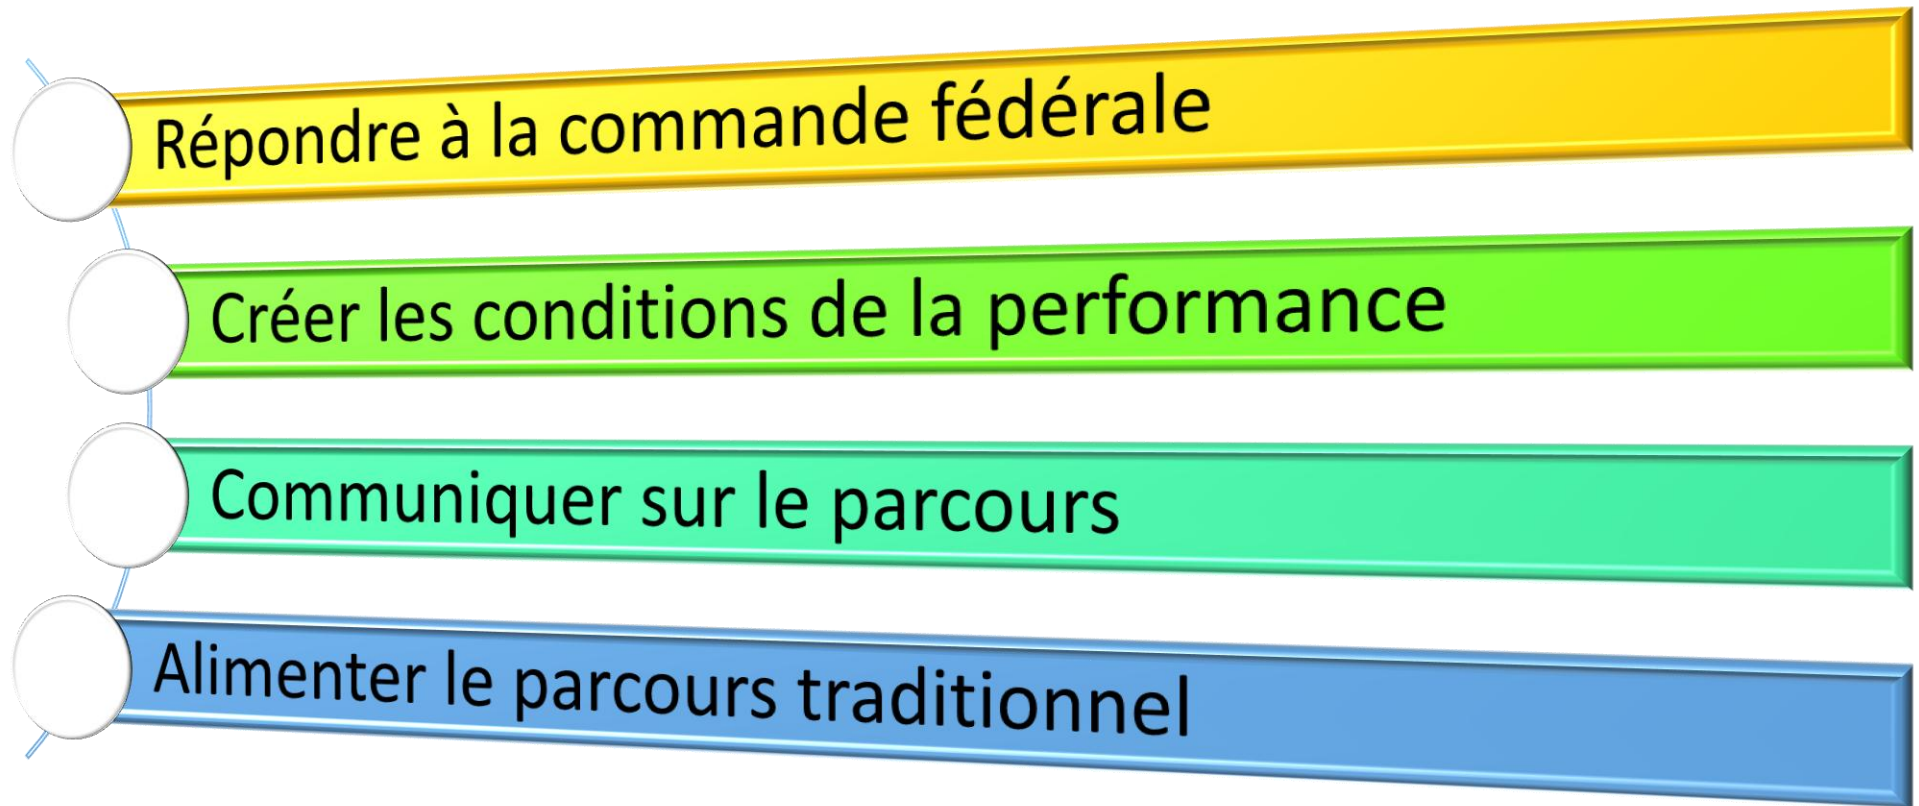 Répondre à la commande fédérale
Créer les conditions de la performance
Communiquer sur le parcours
Alimenter le parcours traditionnel